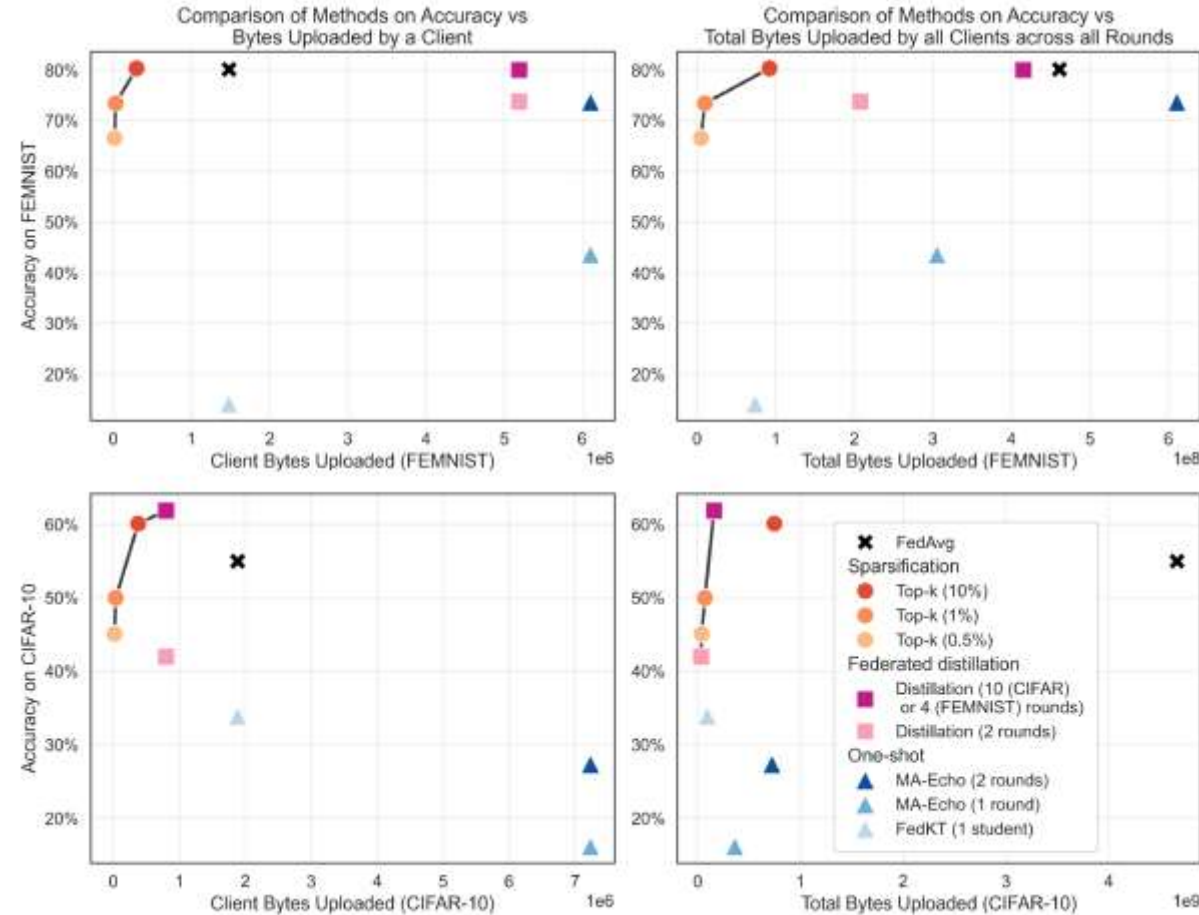 Comparison of Methods on Accuracy vs
Bytes Uploaded by a Client
Comparison of Methods on Accuracy vs
Total Bytes Uploaded by all Clients across all Rounds
Accuracy on FEMNIST
80%
70%
60%
50%
40%
30%
20%
0 1 2 3 4 5 6
Client Bytes Uploaded (FEMNIST)
1e6
80%
70%
60%
50%
40%
30%
20%
0 1 2 3 4 5 6
Total Bytes Uploaded (FEMNIST)
1e8
Accuracy on CIFAR-10
60%
50%
40%
30%
20%
0 1 2 3 4 5 6 7
Client Bytes Uploaded (CIFAR-10)
1e6
60%
50%
40%
30%
20%
FedAvg
Sparsification
Top-k (10%)
Top-k (1%)
Top-k (0.5%)
Federated distillation
Distillation (10 (CIFAR)
or 4 (FEMNIST) rounds)
Distillation (2 rounds)
One-shot
MA-Echo (2 rounds)
MA-Echo (1 round)
FedKT (1 student)
0 1 2 3 4
Total Bytes Uploaded (CIFAR-10)
1e9